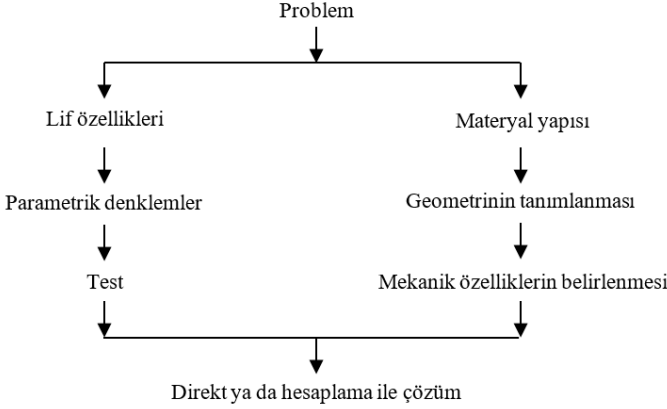 Problem
Lif özellikleri
Materyal yapısı
Parametrik denklemler
Geometrinin tanımlanması
Test
Mekanik özelliklerin belirlenmesi
Direkt ya da hesaplama ile çözüm